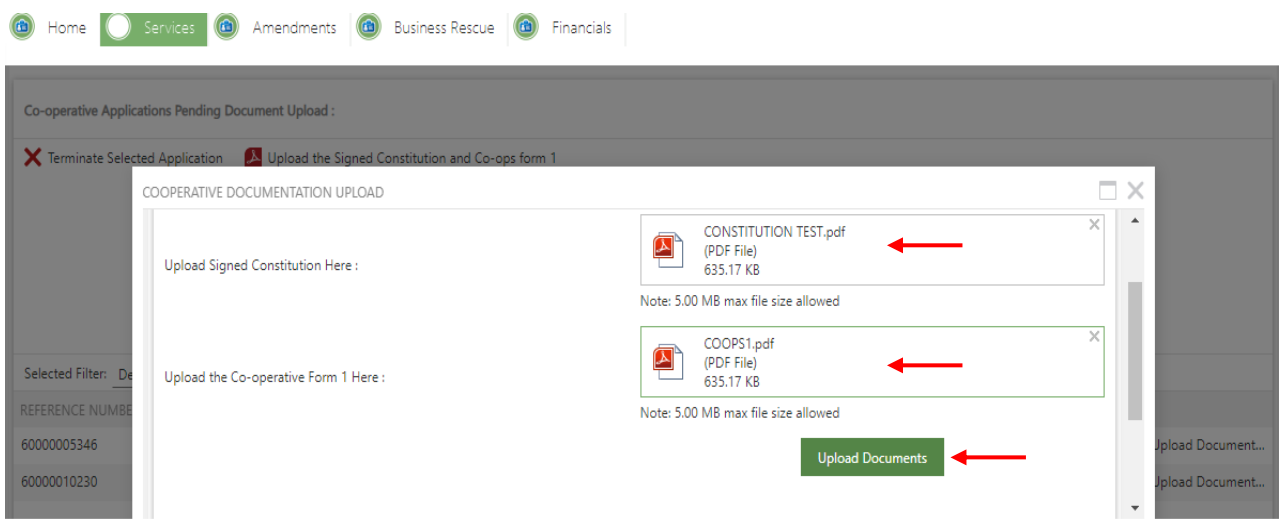 Home Services Amendments Business Rescue Financials
Co-operative Applications Pending Document Upload :
Terminate Selected Application Upload the Signed Constitution and Co-ops form 1
COOPERATIVE DOCUMENTATION UPLOAD
CONSTITUTION TEST.pdf
(PDF File)
635.17 KB
Upload Signed Constitution Here :
Note: 5.00 MB max file size allowed
COOPS1.pdf
(PDF File)
635.17 KB
Upload the Co-operative Form 1 Here :
Note: 5.00 MB max file size allowed
Upload Documents
Selected Filter: De
REFERENCE NUMBE
60000005346 Upload Document...
60000010230 Upload Document...